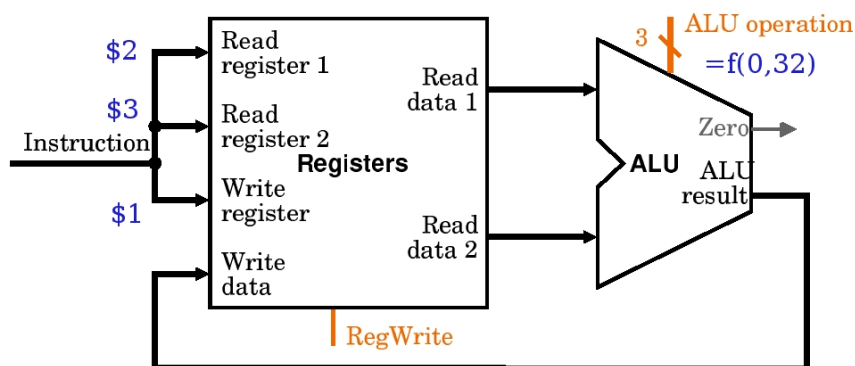 $2
$3
Instruction
$1
Read
register 1
Read
register 2
Write
register
Write
data
Registers
Read
data 1
Read
data 2
RegWrite
3
ALU operation
=f(0,32)
Zero
ALU
ALU
result